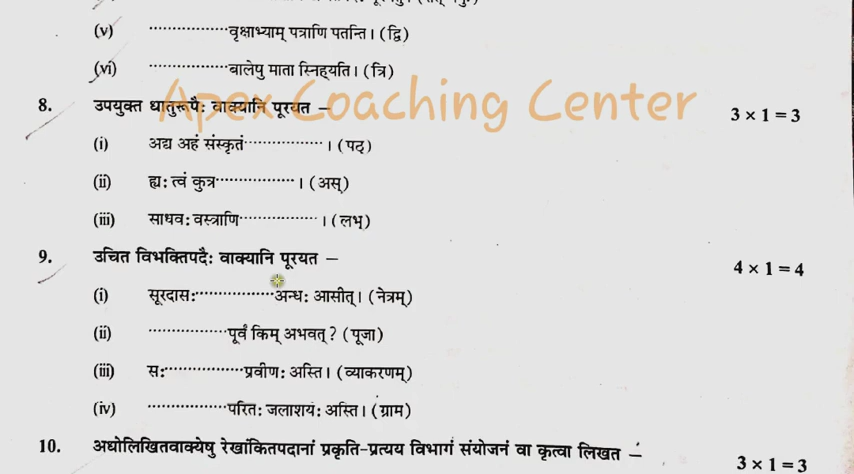 (v) ·················वृक्षाभ्याम् पत्राणि पतन्ति। (द्वि)
(vi) ·················बालेषु माता स्निह्यति। (त्रि)
Apex Coaching Center
8. उपयुक्त धातुरूपैः वाक्यानि पूरयत – 3 × 1 = 3
(i) अद्य अहं संस्कृतं·················। (पठ्)
(ii) ह्यः त्वं कुत्र·················। (अस्)
(iii) साधवः वस्त्राणि·················। (लभ्)
9. उचित विभक्तिपदैः वाक्यानि पूरयत – 4 × 1 = 4
(i) सूरदासः·················अन्धः आसीत्। (नेत्रम्)
(ii) ·················पूर्वं किम् अभवत्? (पूजा)
(iii) सः·················प्रवीणः अस्ति। (व्याकरणम्)
(iv) ·················परितः जलाशयः अस्ति। (ग्राम)
10. अधोलिखितवाक्येषु रेखांकितपदानां प्रकृति-प्रत्यय विभागं संयोजनं वा कृत्वा लिखत –
3 × 1 = 3